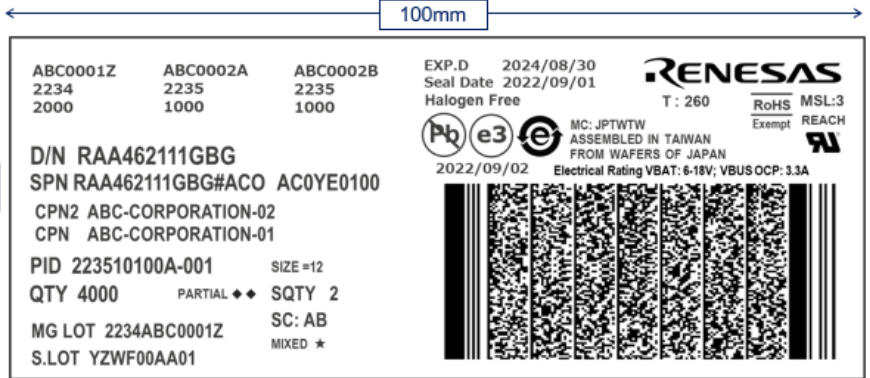 100mm
ABC0001Z ABC0002A ABC0002B
2234 2235 2235
2000 1000 1000
D/N RAA462111GBG
SPN RAA462111GBG#ACO AC0YE0100
CPN2 ABC-CORPORATION-02
CPN ABC-CORPORATION-01
PID 223510100A-001 SIZE =12
QTY 4000 PARTIAL ◆ ◆ SQTY 2
SC: AB
MG LOT 2234ABC0001Z MIXED ★
S.LOT YZWF00AA01
EXP.D 2024/08/30
Seal Date 2022/09/01
Halogen Free
RENESAS
T : 260 RoHS MSL:3
Exempt REACH
Pb e3 e
MC: JPTWTW
ASSEMBLED IN TAIWAN
FROM WAFERS OF JAPAN
2022/09/02 Electrical Rating VBAT: 6-18V; VBUS OCP: 3.3A